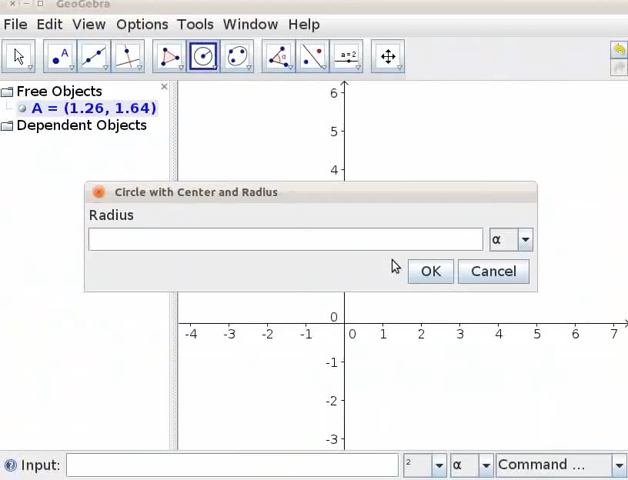 GeoGebra
File Edit View Options Tools Window Help
A
a=2
Free Objects
A = (1.26, 1.64)
Dependent Objects
6
5
4
Circle with Center and Radius
Radius
α
OK Cancel
0
-4 -3 -2 -1 0 1 2 3 4 5 6 7
-1
-2
-3
Input: 2 α Command ...